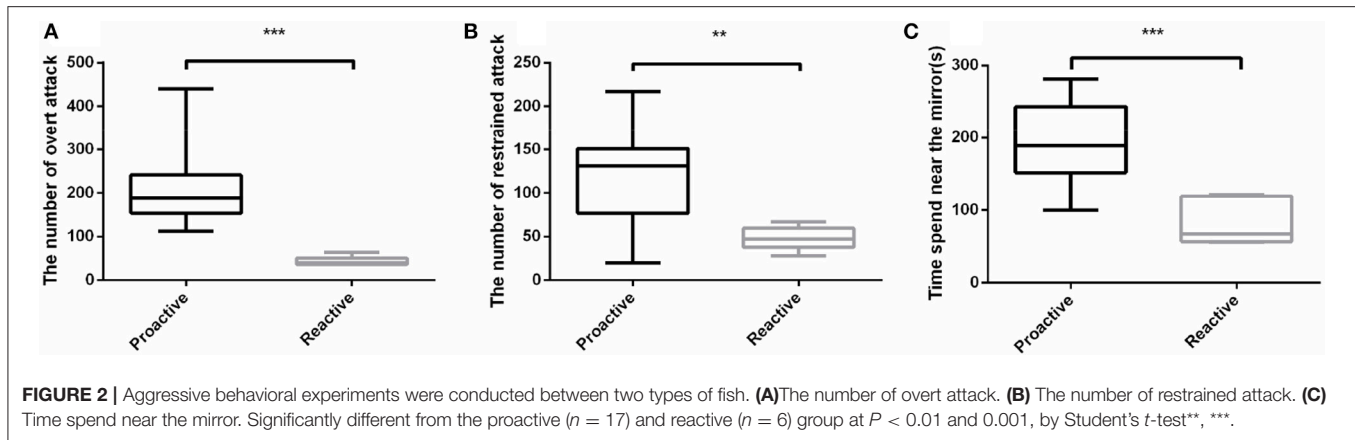 A
***
The number of overt attack
500
400
300
200
100
0
Proactive
Reactive
B
**
The number of restrained attack
250
200
150
100
50
0
Proactive
Reactive
C
***
Time spend near the mirror(s)
300
200
100
0
Proactive
Reactive
FIGURE 2 | Aggressive behavioral experiments were conducted between two types of fish. (A)The number of overt attack. (B) The number of restrained attack. (C)
Time spend near the mirror. Significantly different from the proactive (n = 17) and reactive (n = 6) group at P < 0.01 and 0.001, by Student's t-test**, ***.